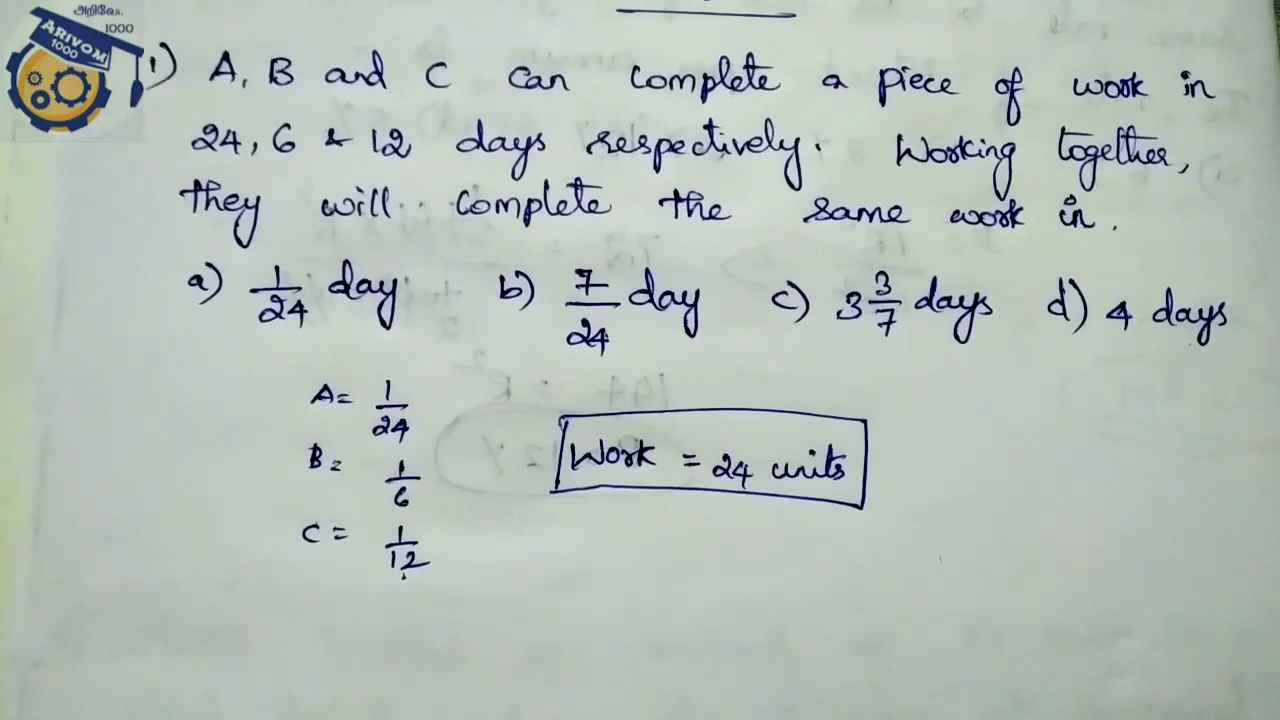 அறிவோம்
1000
ARIVOM
1000
1) A, B and C can complete a piece of work in
24, 6 & 12 days respectively. Working together,
they will complete the same work in.
a) 1/24 day b) 7/24 day c) 3 3/7 days d) 4 days
A= 1/24
B= 1/6
C= 1/12
Work = 24 units